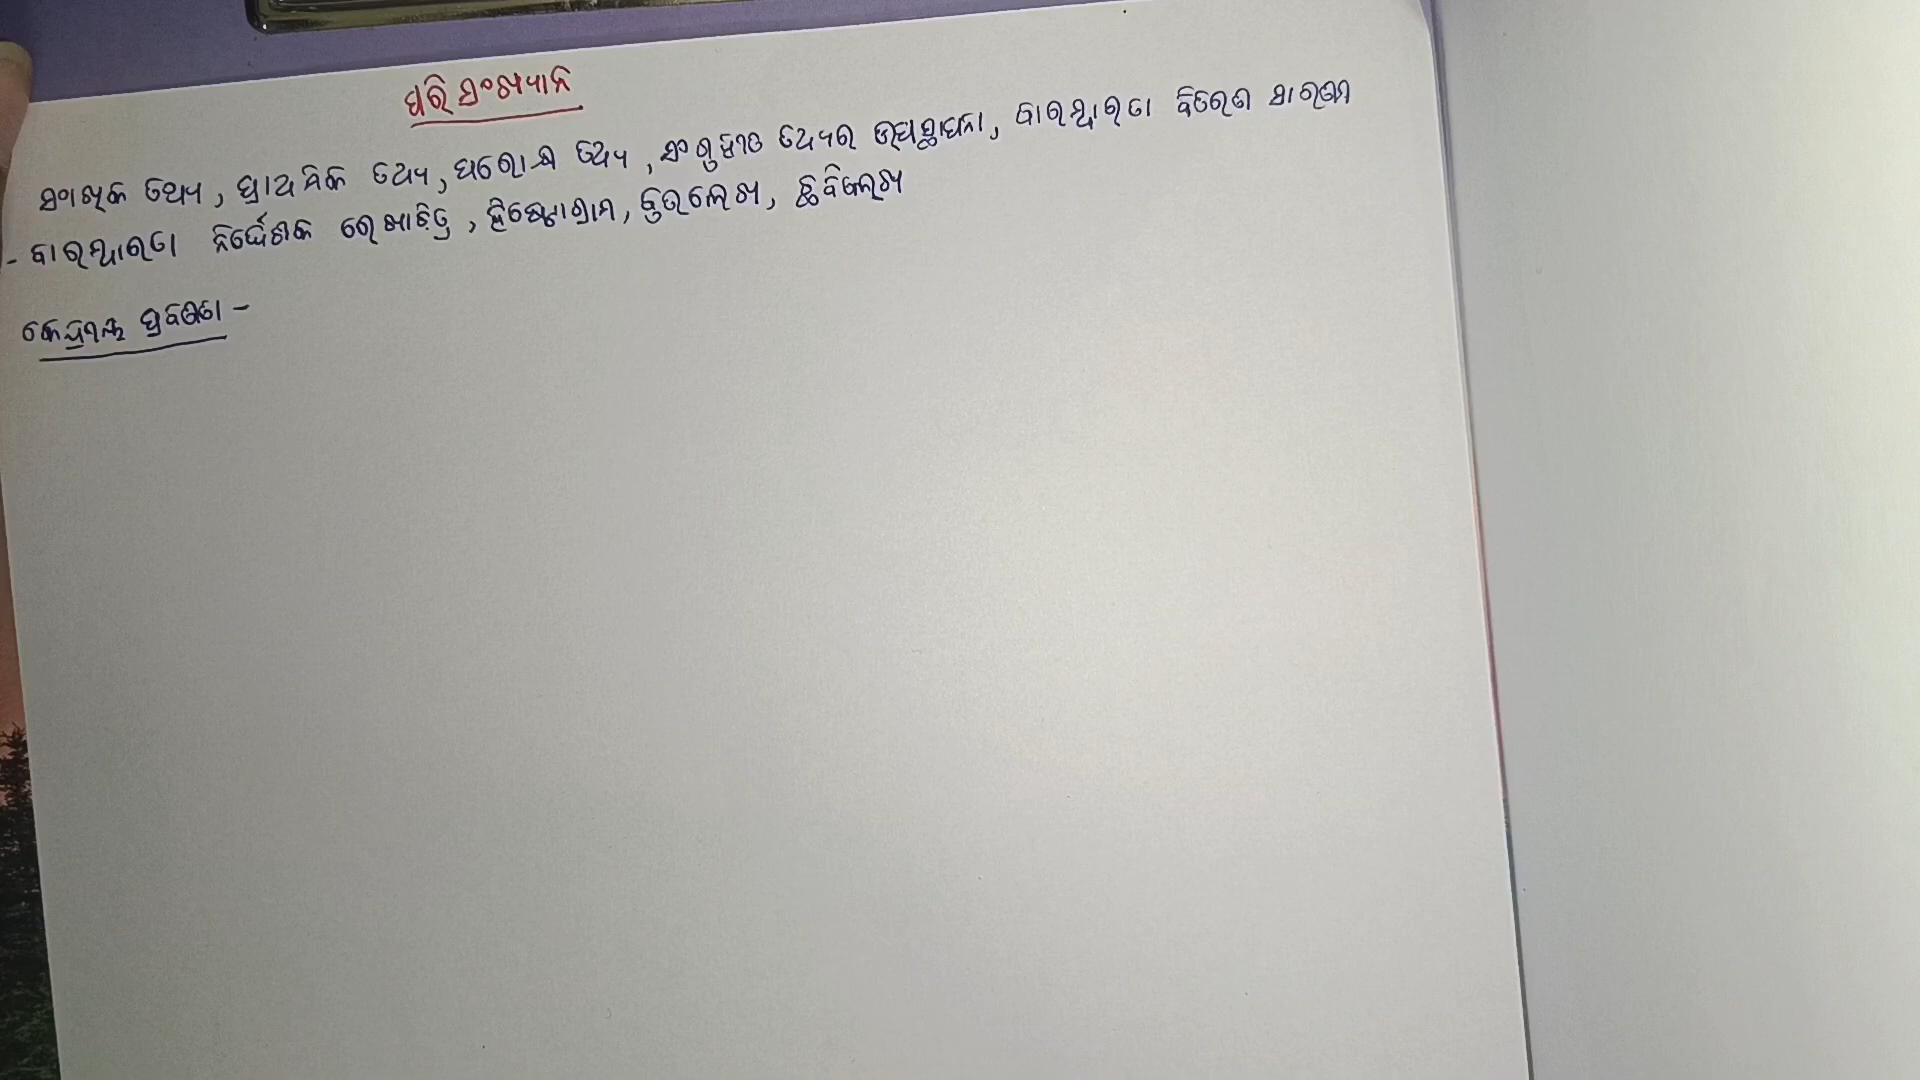 ପରି ସଂଖ୍ୟାନ
ସାଂଖିକ ତଥ୍ୟ, ପ୍ରାଥମିକ ତଥ୍ୟ, ପରୋକ୍ଷ ତଥ୍ୟ, ସଂଗୃହୀତ ତଥ୍ୟର ଉପସ୍ଥାପନା, ବାରମ୍ବାରତା ବିତରଣ ସାରଣୀ
- ବାରମ୍ବାରତା ନିର୍ଦ୍ଦେଶକ ରେଖାଚିତ୍ର, ହିଷ୍ଟୋଗ୍ରାମ, ବୃତ୍ତଲେଖ, ଛବିଲେଖ
କେନ୍ଦ୍ରୀୟ ପ୍ରବଣତା -